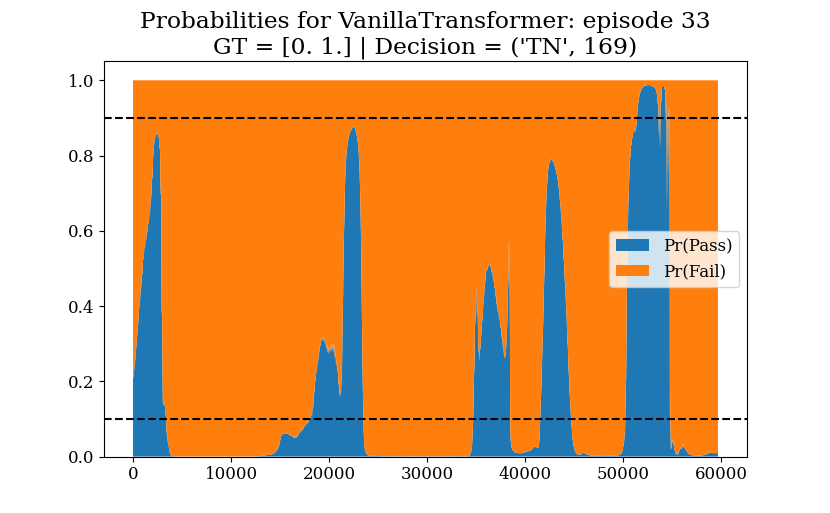 Probabilities for VanillaTransformer: episode 33
GT = [0. 1.] | Decision = ('TN', 169)
1.0
0.8
0.6
0.4
0.2
0.0
Pr(Pass)
Pr(Fail)
0 10000 20000 30000 40000 50000 60000